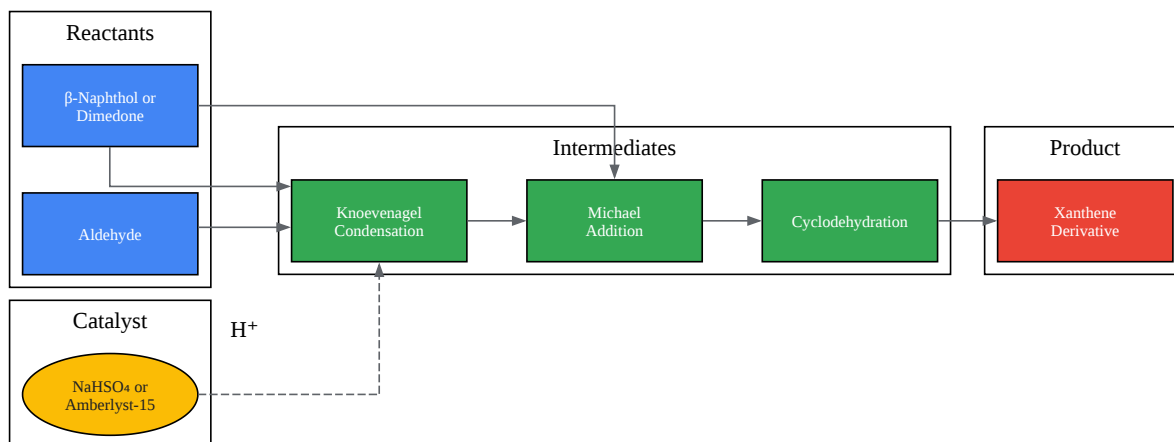 Reactants
β-Naphthol or
Dimedone
Aldehyde
Catalyst
NaHSO₄ or
Amberlyst-15
H⁺
Intermediates
Knoevenagel
Condensation
Michael
Addition
Cyclodehydration
Product
Xanthene
Derivative